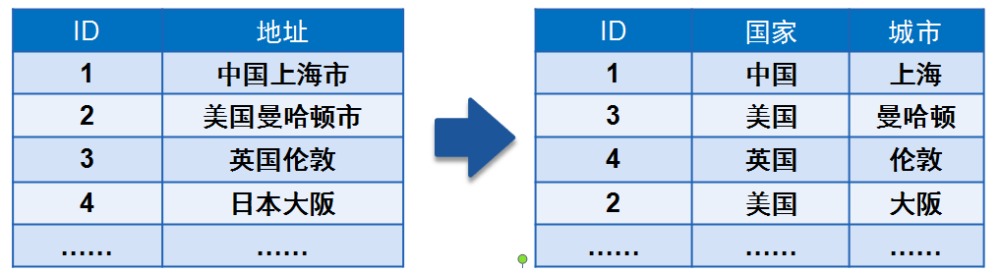 ID 地址
1 中国上海市
2 美国曼哈顿市
3 英国伦敦
4 日本大阪
...... ......
ID 国家 城市
1 中国 上海
3 美国 曼哈顿
4 英国 伦敦
2 美国 大阪
...... ...... ......